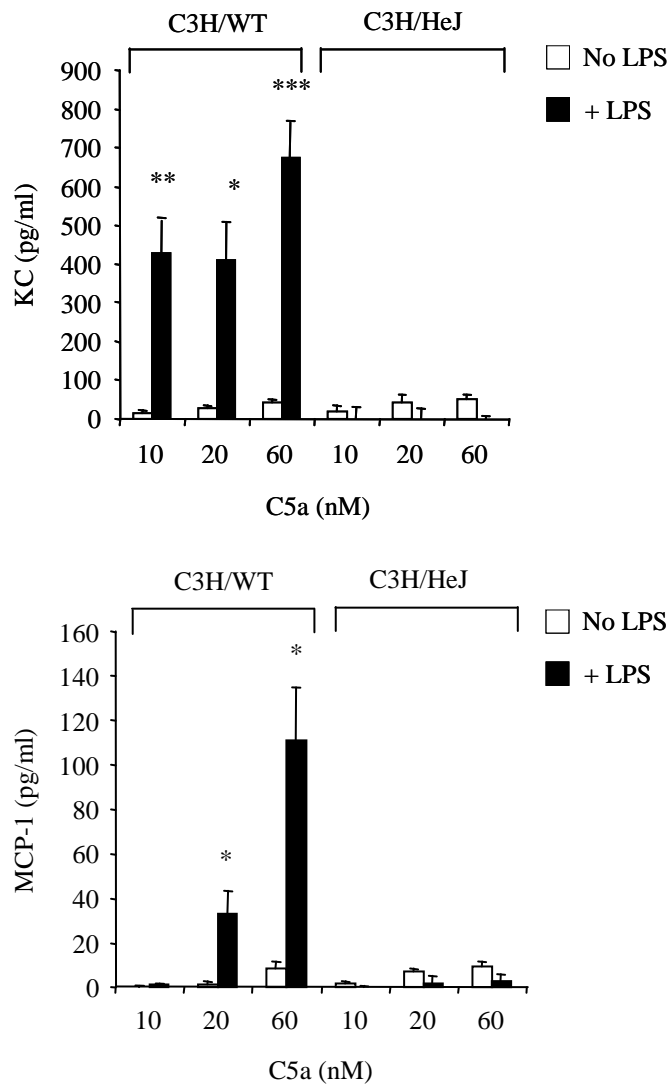 C3H/WT C3H/HeJ
No LPS
+ LPS
KC (pg/ml)
900
800
700
600
500
400
300
200
100
0
** * ***
10 20 60 10 20 60
C5a (nM)
C3H/WT C3H/HeJ
No LPS
+ LPS
MCP-1 (pg/ml)
160
140
120
100
80
60
40
20
0
* *
10 20 60 10 20 60
C5a (nM)